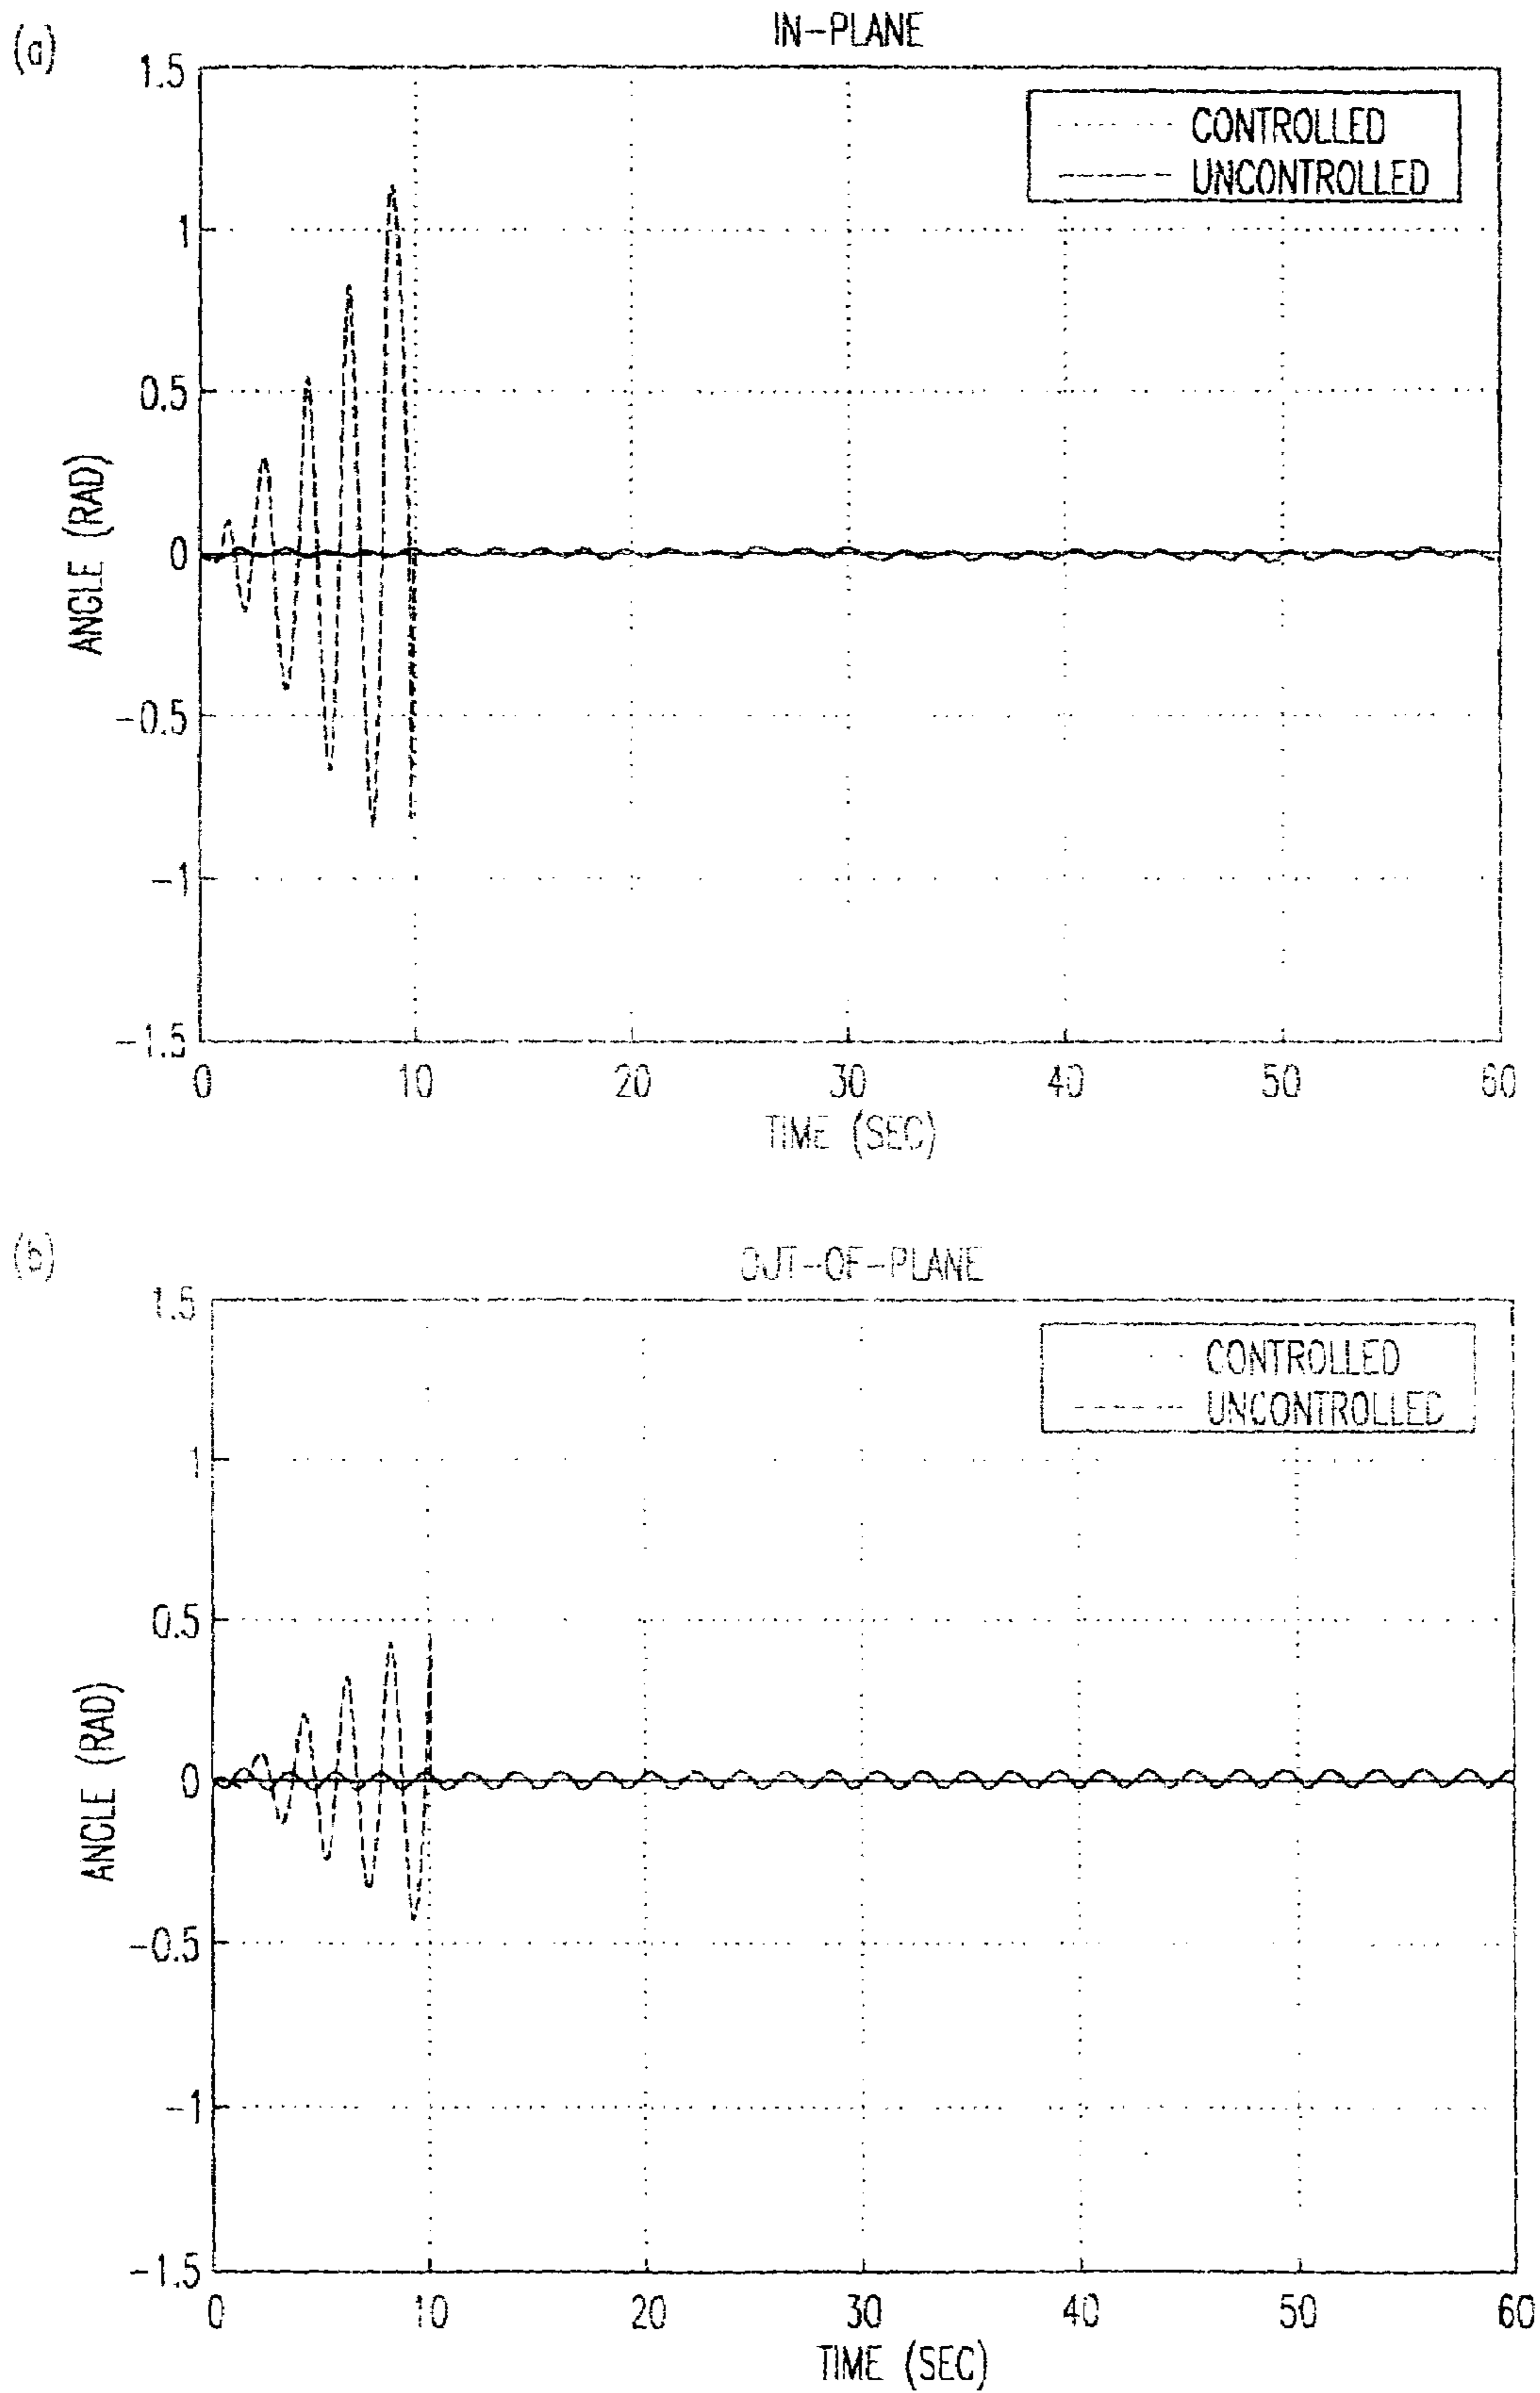 (a)
IN-PLANE
1.5
CONTROLLED
UNCONTROLLED
1
0.5
0
-0.5
-1
-1.5
ANGLE (RAD)
0 10 20 30 40 50 60
TIME (SEC)
(b)
OUT-OF-PLANE
1.5
CONTROLLED
UNCONTROLLED
1
0.5
0
-0.5
-1
-1.5
ANGLE (RAD)
0 10 20 30 40 50 60
TIME (SEC)